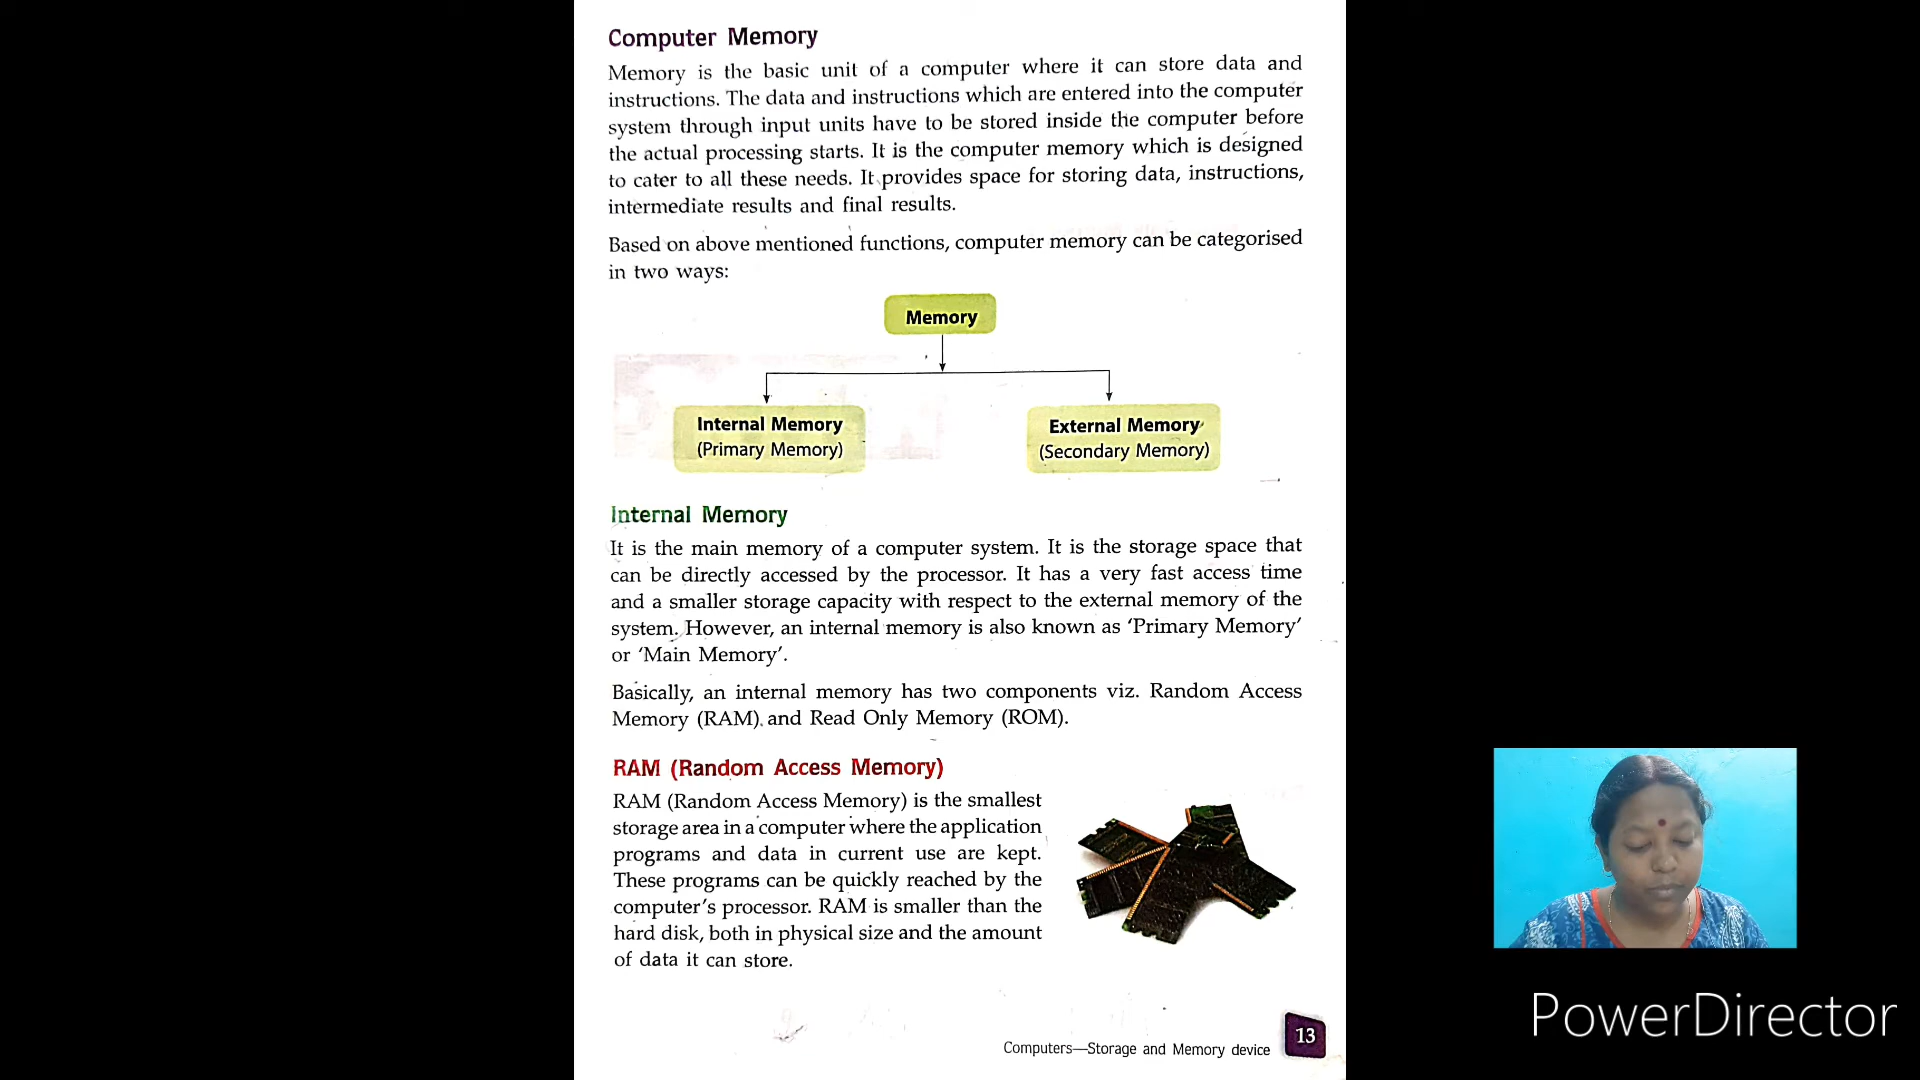 Computer Memory
Memory is the basic unit of a computer where it can store data and
instructions. The data and instructions which are entered into the computer
system through input units have to be stored inside the computer before
the actual processing starts. It is the computer memory which is designed
to cater to all these needs. It provides space for storing data, instructions,
intermediate results and final results.
Based on above mentioned functions, computer memory can be categorised
in two ways:
Memory
Internal Memory
(Primary Memory)
External Memory
(Secondary Memory)
Internal Memory
It is the main memory of a computer system. It is the storage space that
can be directly accessed by the processor. It has a very fast access time
and a smaller storage capacity with respect to the external memory of the
system. However, an internal memory is also known as ‘Primary Memory’
or ‘Main Memory’.
Basically, an internal memory has two components viz. Random Access
Memory (RAM) and Read Only Memory (ROM).
RAM (Random Access Memory)
RAM (Random Access Memory) is the smallest
storage area in a computer where the application
programs and data in current use are kept.
These programs can be quickly reached by the
computer’s processor. RAM is smaller than the
hard disk, both in physical size and the amount
of data it can store.
Computers—Storage and Memory device
13
PowerDirector